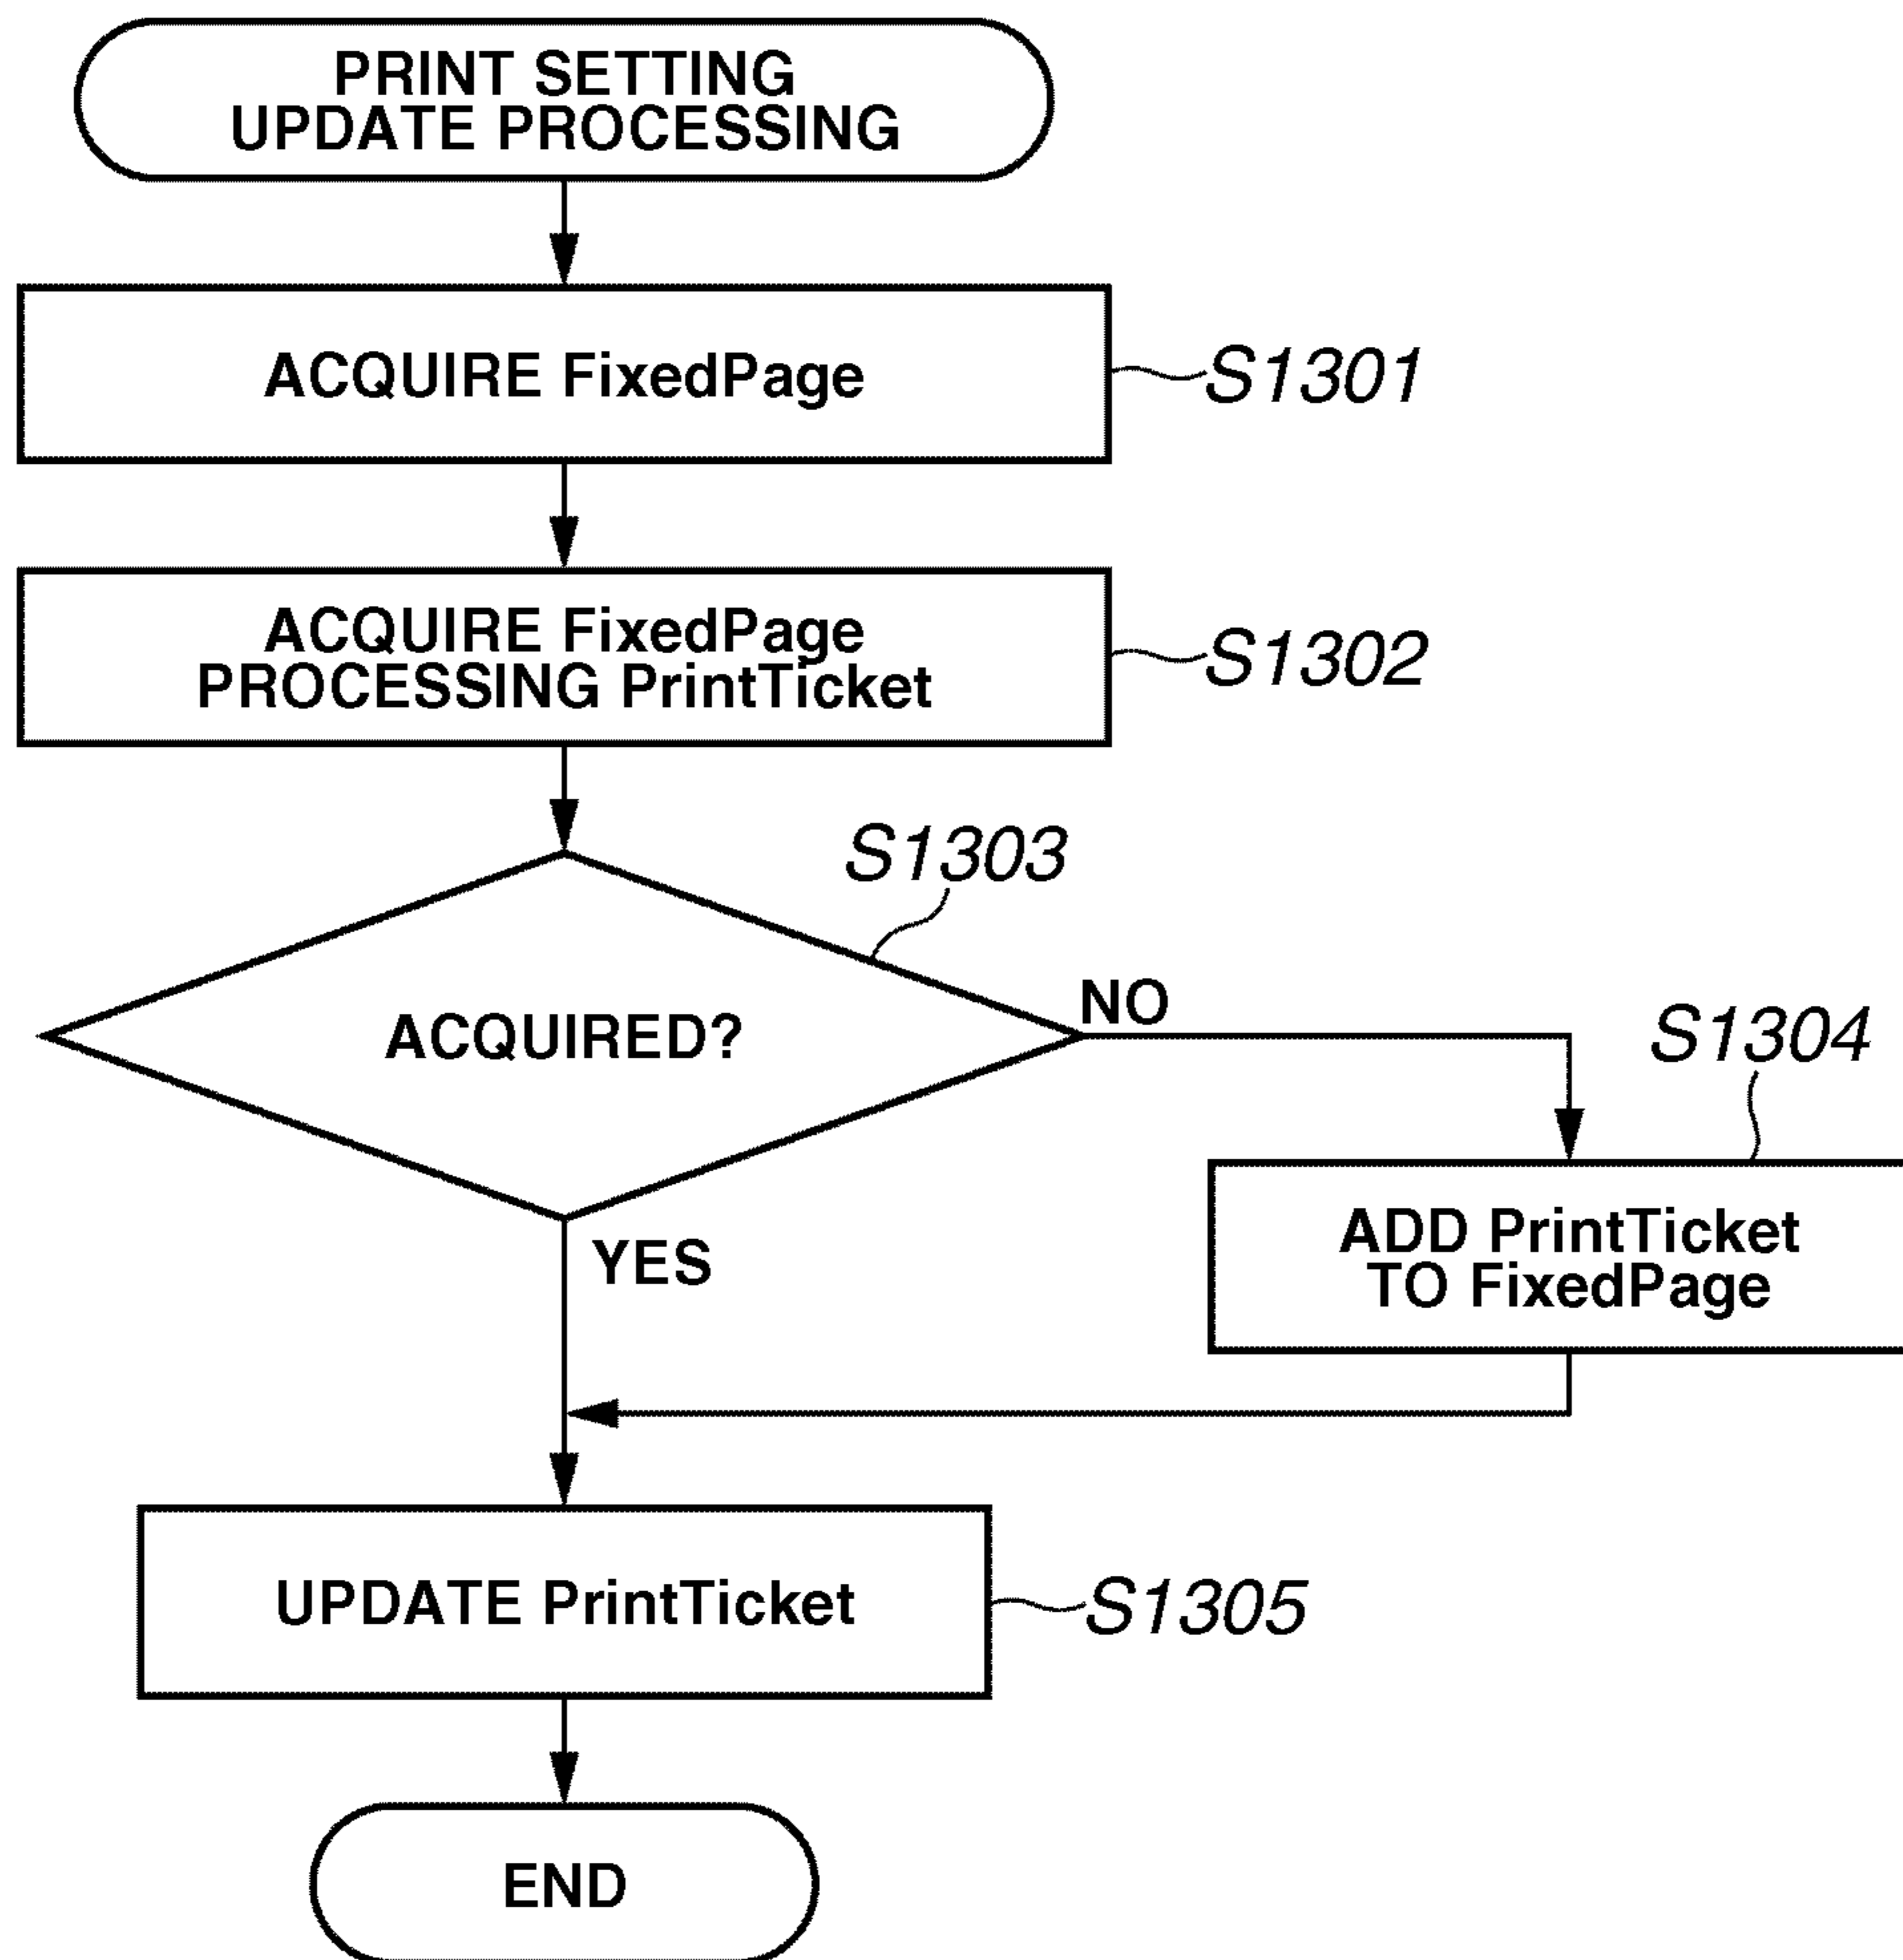 PRINT SETTING
UPDATE PROCESSING
ACQUIRE FixedPage
S1301
ACQUIRE FixedPage
PROCESSING PrintTicket
S1302
S1303
ACQUIRED?
NO
S1304
ADD PrintTicket
TO FixedPage
YES
UPDATE PrintTicket
S1305
END